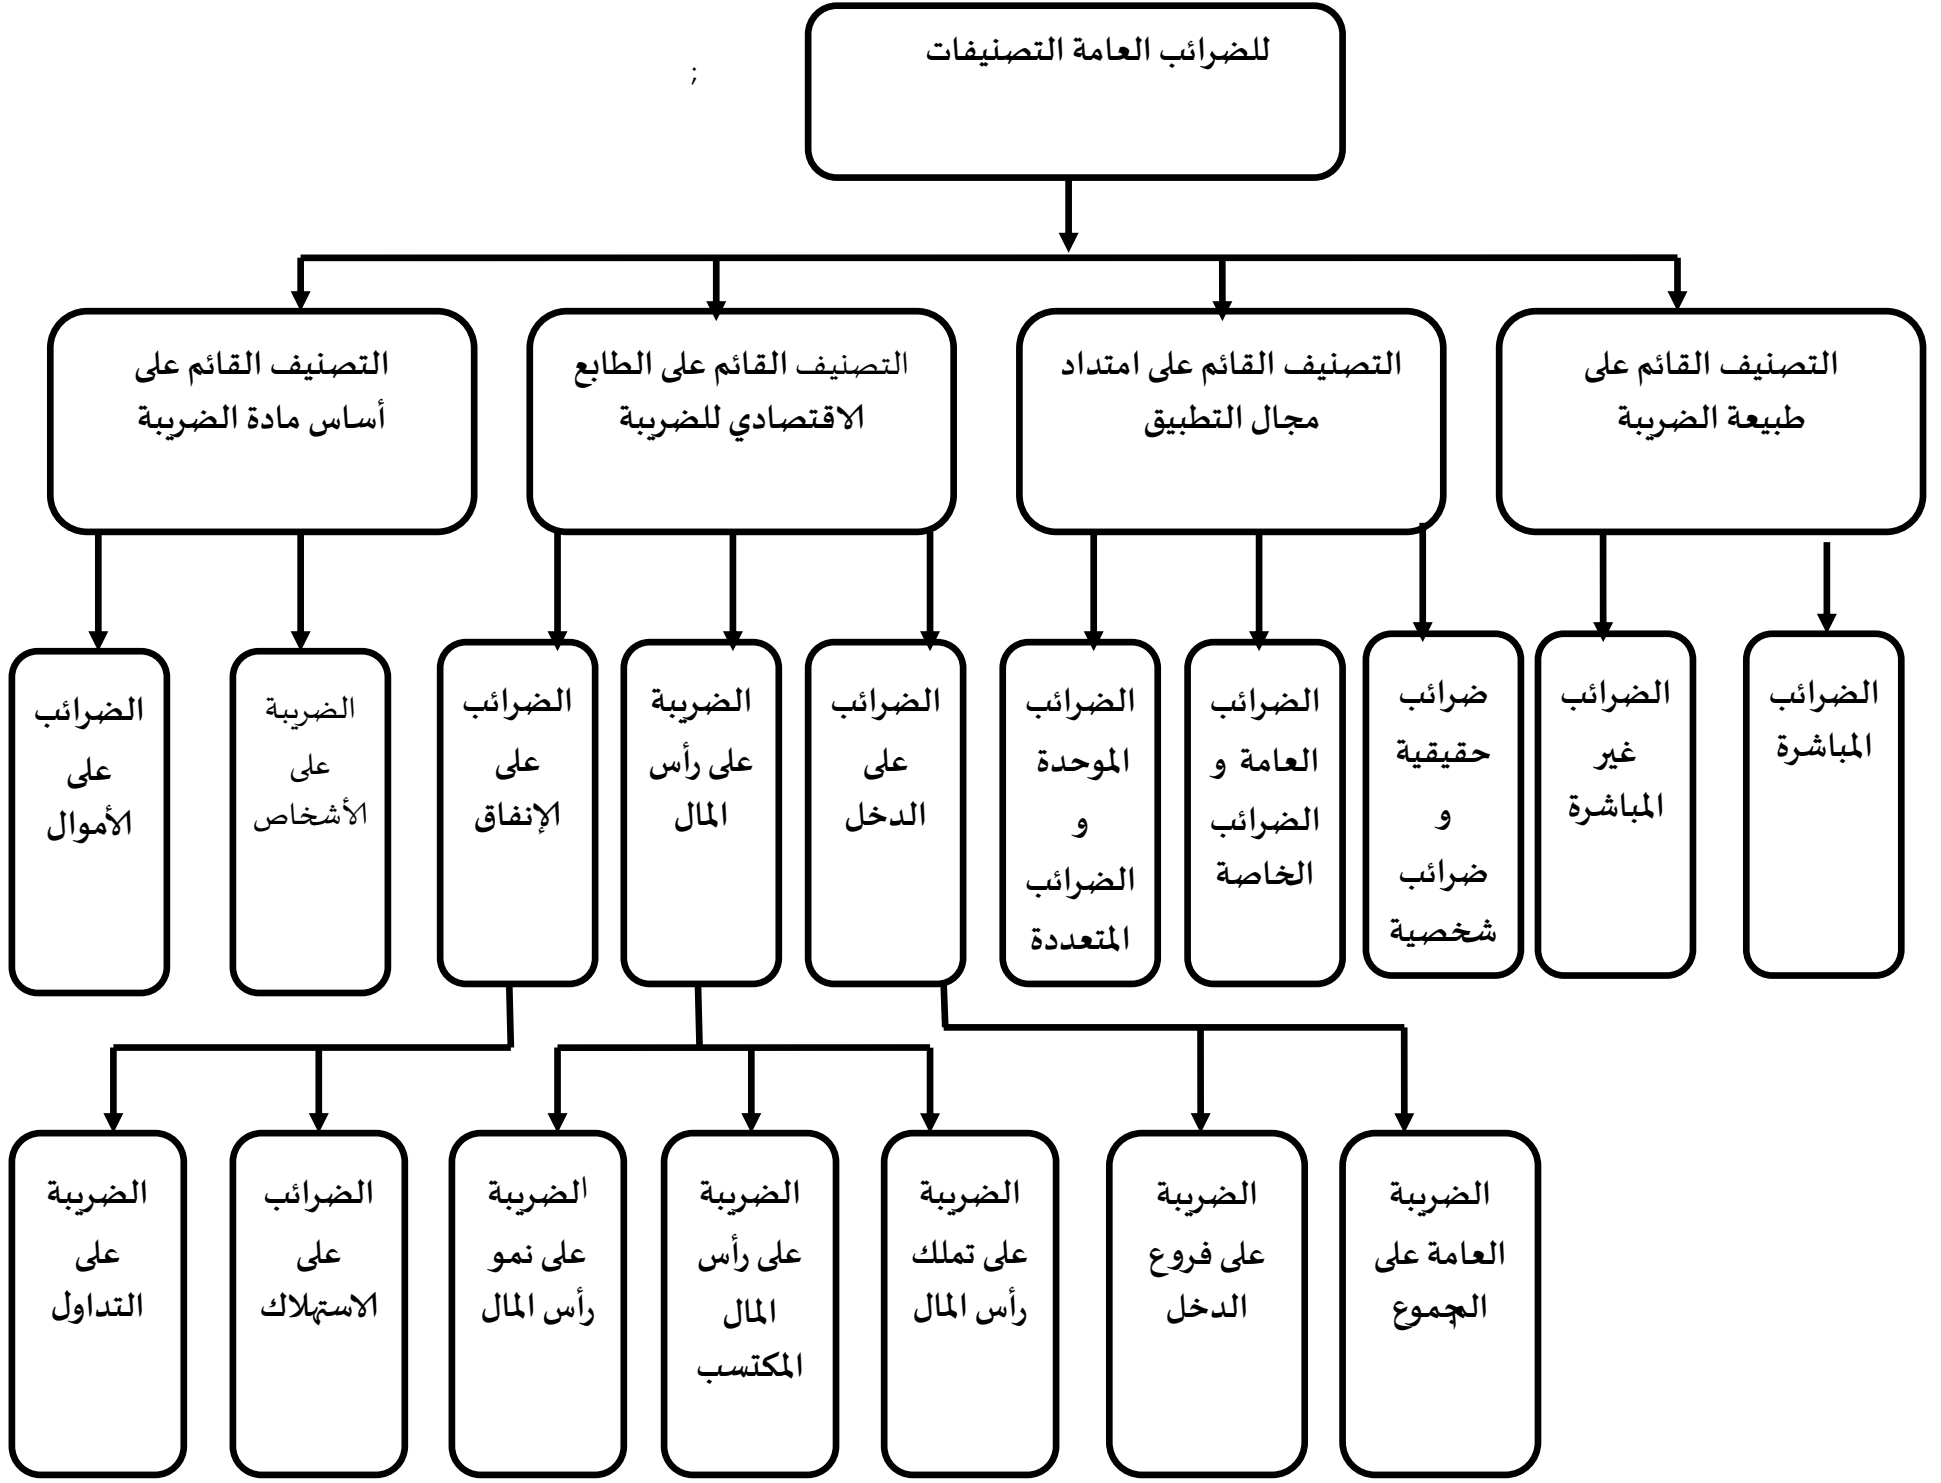 للضرائب العامة التصنيفات
;
التصنيف القائم على
طبيعة الضريبة
التصنيف القائم على امتداد
مجال التطبيق
التصنيف القائم على الطابع
الاقتصادي للضريبة
التصنيف القائم على
أساس مادة الضريبة
الضرائب
المباشرة
الضرائب
غير
المباشرة
ضرائب
حقيقية
و
ضرائب
شخصية
الضرائب
العامة و
الضرائب
الخاصة
الضرائب
الموحدة
و
الضرائب
المتعددة
الضرائب
على
الدخل
الضريبة
على رأس
المال
الضرائب
على
الإنفاق
الضريبة
على
الأشخاص
الضرائب
على
الأموال
الضريبة
العامة على
المجموع
الضريبة
على فروع
الدخل
الضريبة
على تملك
رأس المال
الضريبة
على رأس
المال
المكتسب
الضريبة
على نمو
رأس المال
الضرائب
على
الاستهلاك
الضريبة
على
التداول